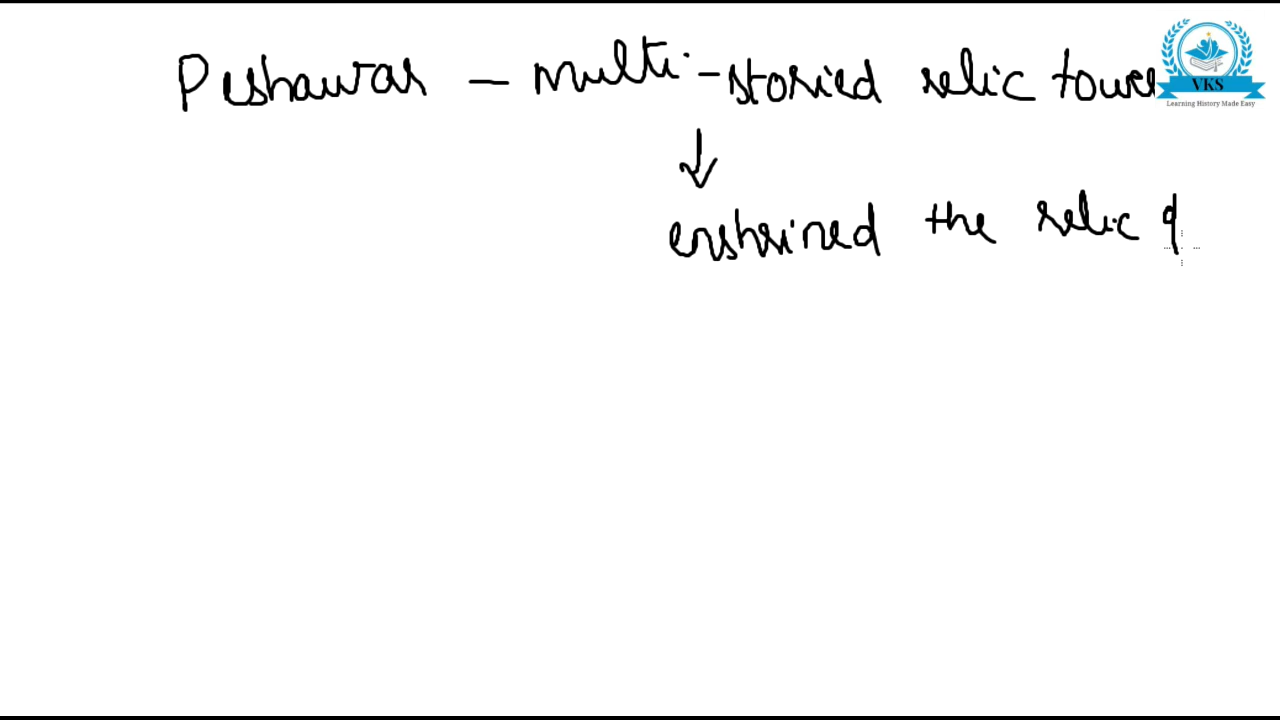 Peshawar – multi-storied relic tower
VKS
Learning History Made Easy
↓
enshrined the relic of